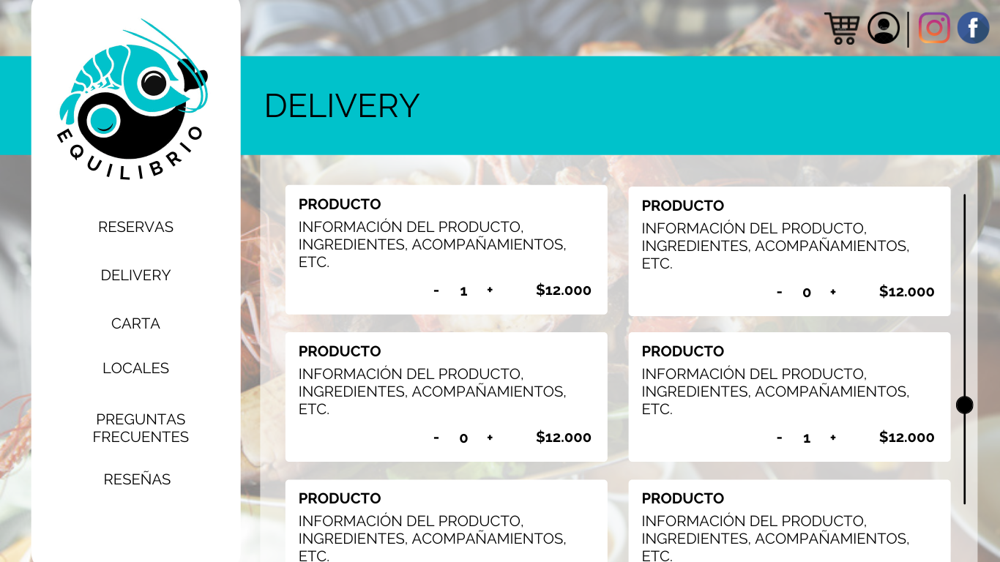 EQUILIBRIO
RESERVAS
DELIVERY
CARTA
LOCALES
PREGUNTAS
FRECUENTES
RESEÑAS
DELIVERY
PRODUCTO
INFORMACIÓN DEL PRODUCTO,
INGREDIENTES, ACOMPAÑAMIENTOS,
ETC.
- 1 + $12.000
PRODUCTO
INFORMACIÓN DEL PRODUCTO,
INGREDIENTES, ACOMPAÑAMIENTOS,
ETC.
- 0 + $12.000
PRODUCTO
INFORMACIÓN DEL PRODUCTO,
INGREDIENTES, ACOMPAÑAMIENTOS,
ETC.
- 0 + $12.000
PRODUCTO
INFORMACIÓN DEL PRODUCTO,
INGREDIENTES, ACOMPAÑAMIENTOS,
ETC.
- 1 + $12.000
PRODUCTO
INFORMACIÓN DEL PRODUCTO,
INGREDIENTES, ACOMPAÑAMIENTOS,
ETC.
PRODUCTO
INFORMACIÓN DEL PRODUCTO,
INGREDIENTES, ACOMPAÑAMIENTOS,
ETC.